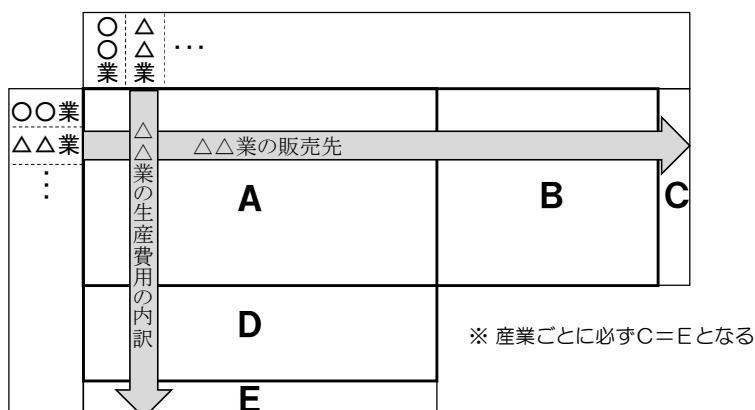 ○○業
△△業
…
○○業
△△業
…
△△業の販売先
△△業の生産費用の内訳
A
B
C
D
※ 産業ごとに必ずC＝Eとなる
E